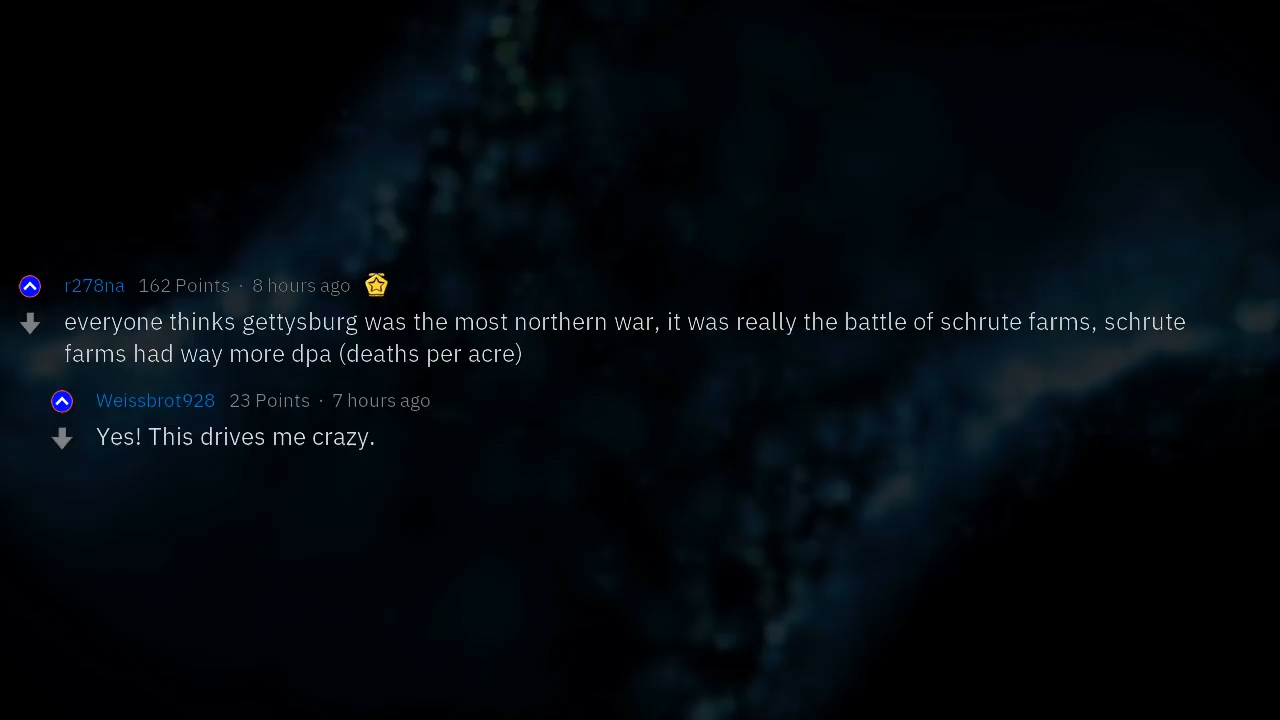 r278na 162 Points · 8 hours ago
everyone thinks gettysburg was the most northern war, it was really the battle of schrute farms, schrute
farms had way more dpa (deaths per acre)
Weissbrot928 23 Points · 7 hours ago
Yes! This drives me crazy.